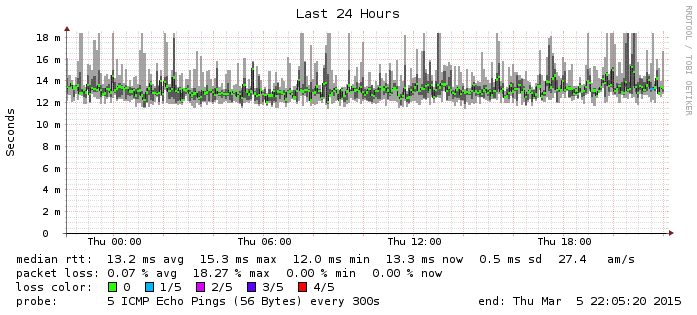 Last 24 Hours
RRDTOOL / TOBI OETIKER
Seconds
18 m
16 m
14 m
12 m
10 m
8 m
6 m
4 m
2 m
0
Thu 00:00 Thu 06:00 Thu 12:00 Thu 18:00
median rtt: 13.2 ms avg 15.3 ms max 12.0 ms min 13.3 ms now 0.5 ms sd 27.4 am/s
packet loss: 0.07 % avg 18.27 % max 0.00 % min 0.00 % now
loss color: 0 1/5 2/5 3/5 4/5
probe: 5 ICMP Echo Pings (56 Bytes) every 300s end: Thu Mar 5 22:05:20 2015